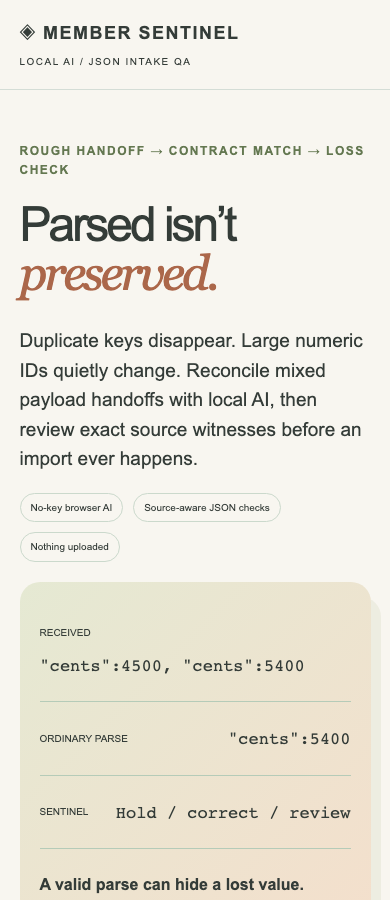 ◈ MEMBER SENTINEL
LOCAL AI / JSON INTAKE QA
ROUGH HANDOFF → CONTRACT MATCH → LOSS
CHECK
Parsed isn’t
preserved.
Duplicate keys disappear. Large numeric
IDs quietly change. Reconcile mixed
payload handoffs with local AI, then
review exact source witnesses before an
import ever happens.
No-key browser AI
Source-aware JSON checks
Nothing uploaded
RECEIVED
"cents":4500, "cents":5400
ORDINARY PARSE
"cents":5400
SENTINEL
Hold / correct / review
A valid parse can hide a lost value.